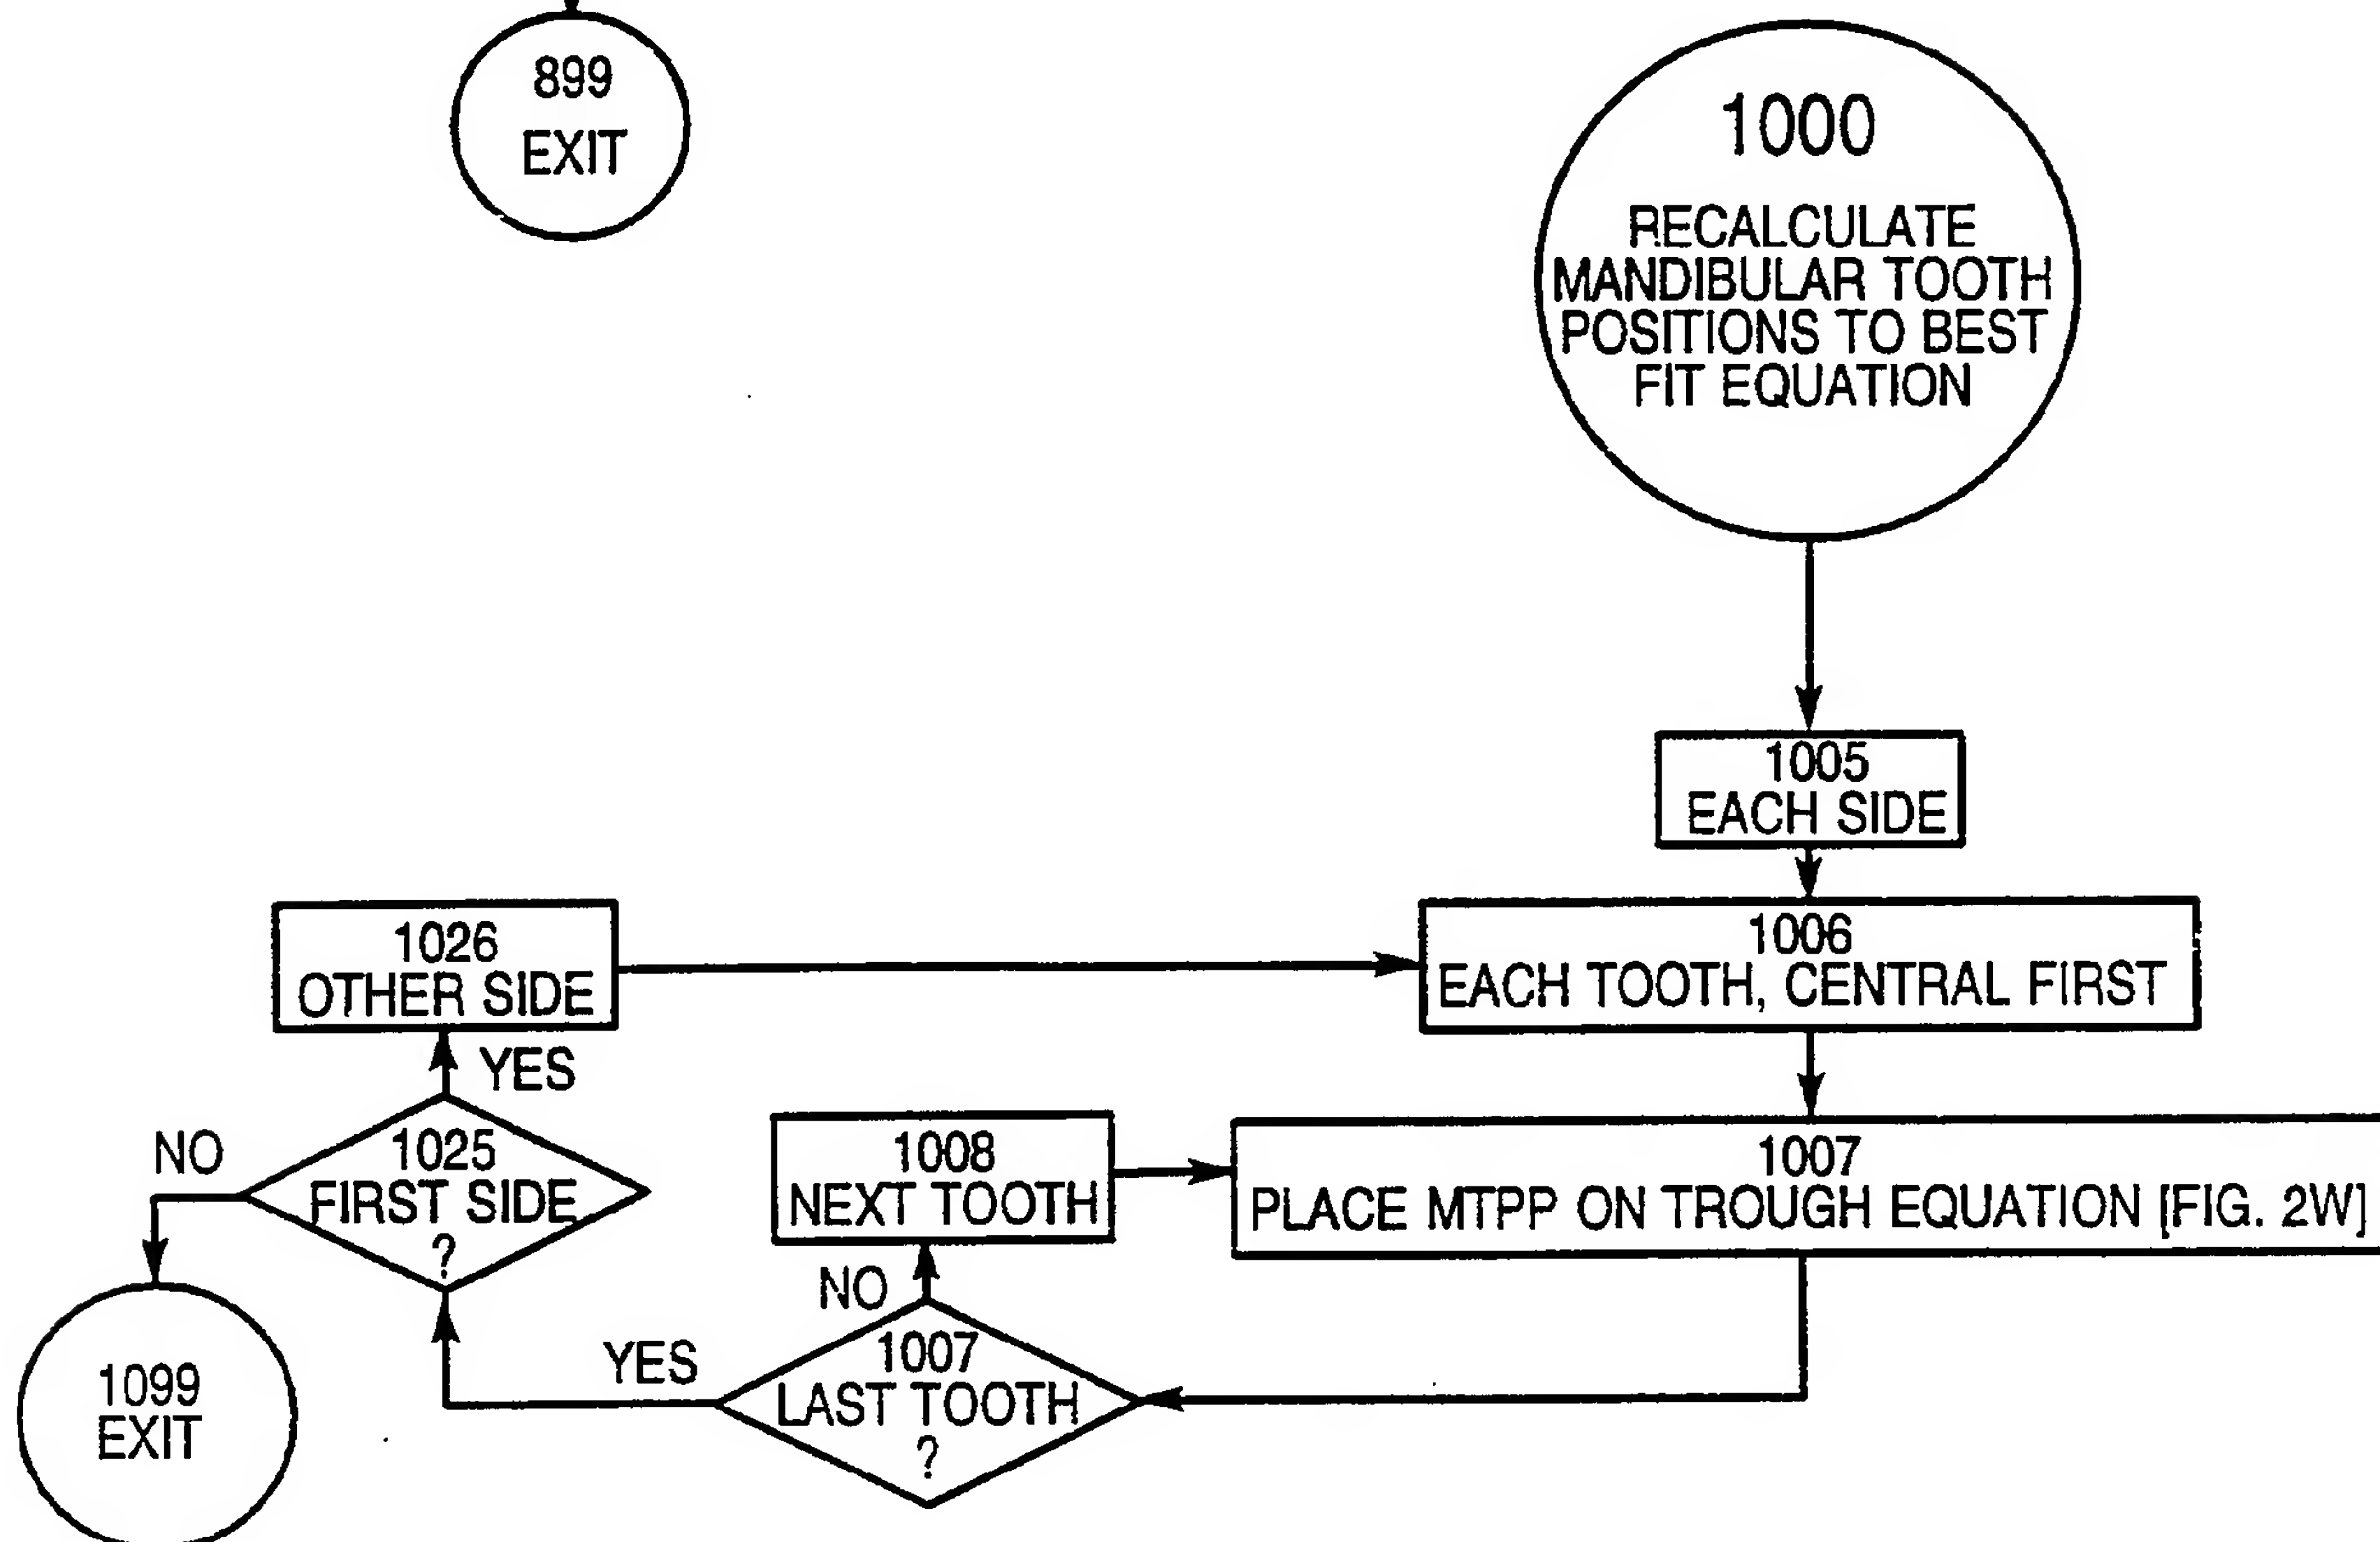 899
EXIT
1000
RECALCULATE
MANDIBULAR TOOTH
POSITIONS TO BEST
FIT EQUATION
1005
EACH SIDE
1026
OTHER SIDE
1006
EACH TOOTH, CENTRAL FIRST
YES
NO
1025
FIRST SIDE
?
1008
NEXT TOOTH
1007
PLACE MTPP ON TROUGH EQUATION [FIG. 2W]
NO
YES
1007
LAST TOOTH
?
1099
EXIT